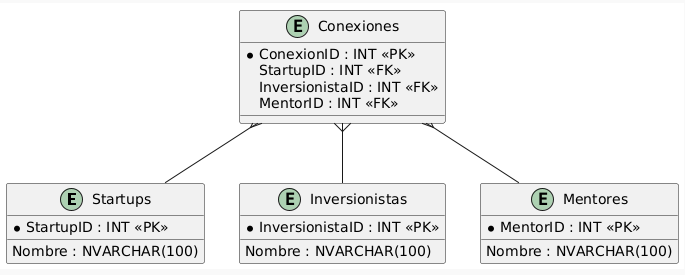 E Conexiones
* ConexionID : INT «PK»
StartupID : INT «FK»
InversionistaID : INT «FK»
MentorID : INT «FK»
E Startups
* StartupID : INT «PK»
Nombre : NVARCHAR(100)
E Inversionistas
* InversionistaID : INT «PK»
Nombre : NVARCHAR(100)
E Mentores
* MentorID : INT «PK»
Nombre : NVARCHAR(100)